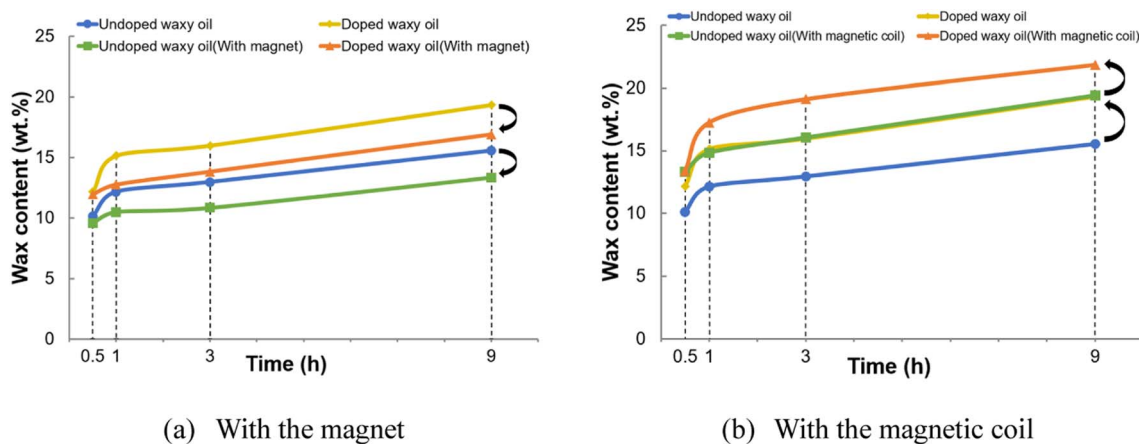 Undoped waxy oil
Doped waxy oil
Undoped waxy oil(With magnet)
Doped waxy oil(With magnet)
25
20
15
10
5
0
Wax content (wt.%)
0.5 1 3 9
Time (h)
(a) With the magnet
Undoped waxy oil
Doped waxy oil
Undoped waxy oil(With magnetic coil)
Doped waxy oil(With magnetic coil)
25
20
15
10
5
0
Wax content (wt.%)
0.5 1 3 9
Time (h)
(b) With the magnetic coil